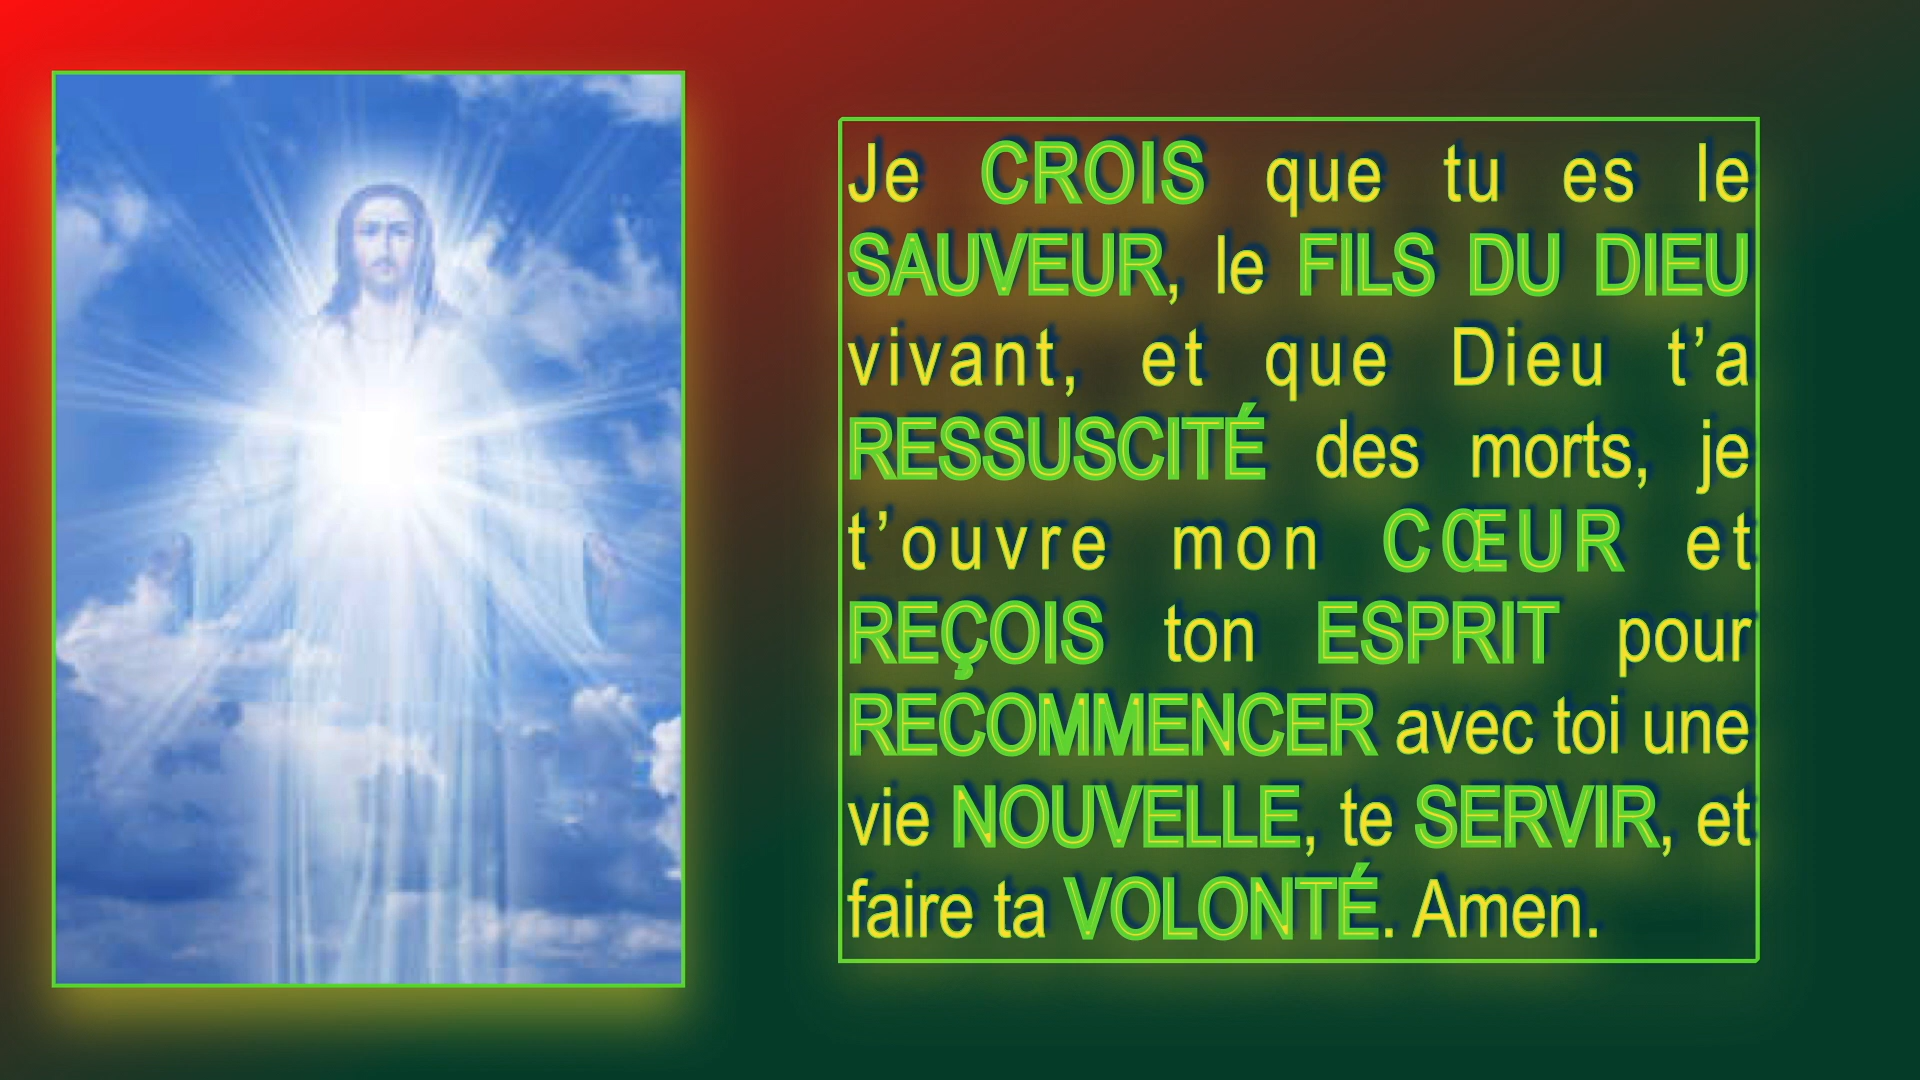 Je CROIS que tu es le
SAUVEUR, le FILS DU DIEU
vivant, et que Dieu t’a
RESSUSCITÉ des morts, je
t’ouvre mon CŒUR et
REÇOIS ton ESPRIT pour
RECOMMENCER avec toi une
vie NOUVELLE, te SERVIR, et
faire ta VOLONTÉ. Amen.